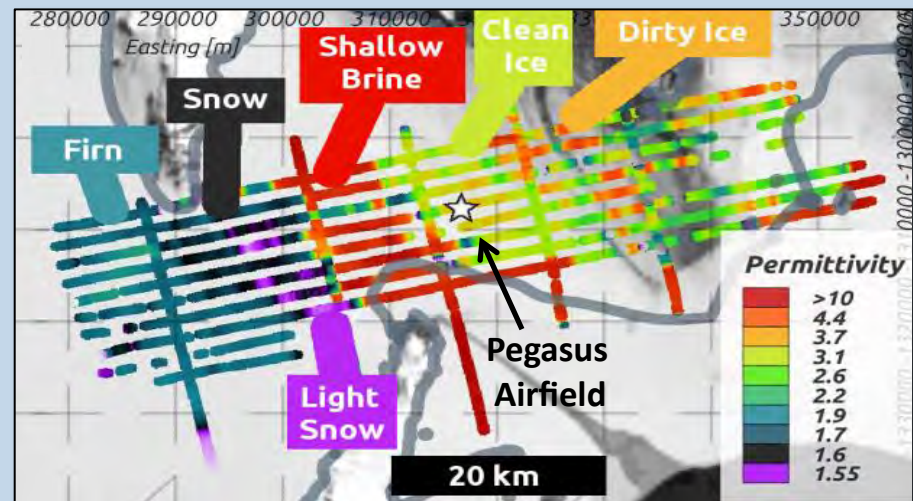 280000 290000 300000 310000 350000
Easting [m]
Shallow
Brine
Clean
Ice
Dirty Ice
Snow
Firn
-1300000
Pegasus
Airfield
Light
Snow
20 km
Permittivity
>10
4.4
3.7
3.1
2.6
2.2
1.9
1.7
1.6
1.55